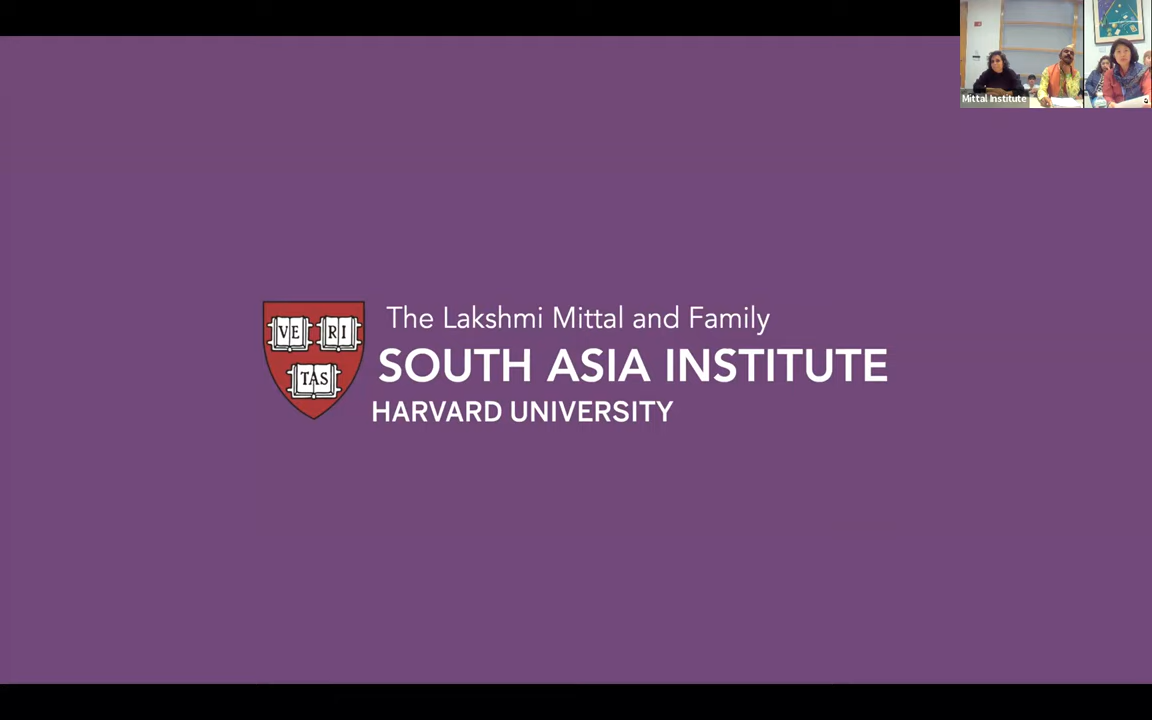 Mittal Institute
VE RI
TAS
The Lakshmi Mittal and Family
SOUTH ASIA INSTITUTE
HARVARD UNIVERSITY